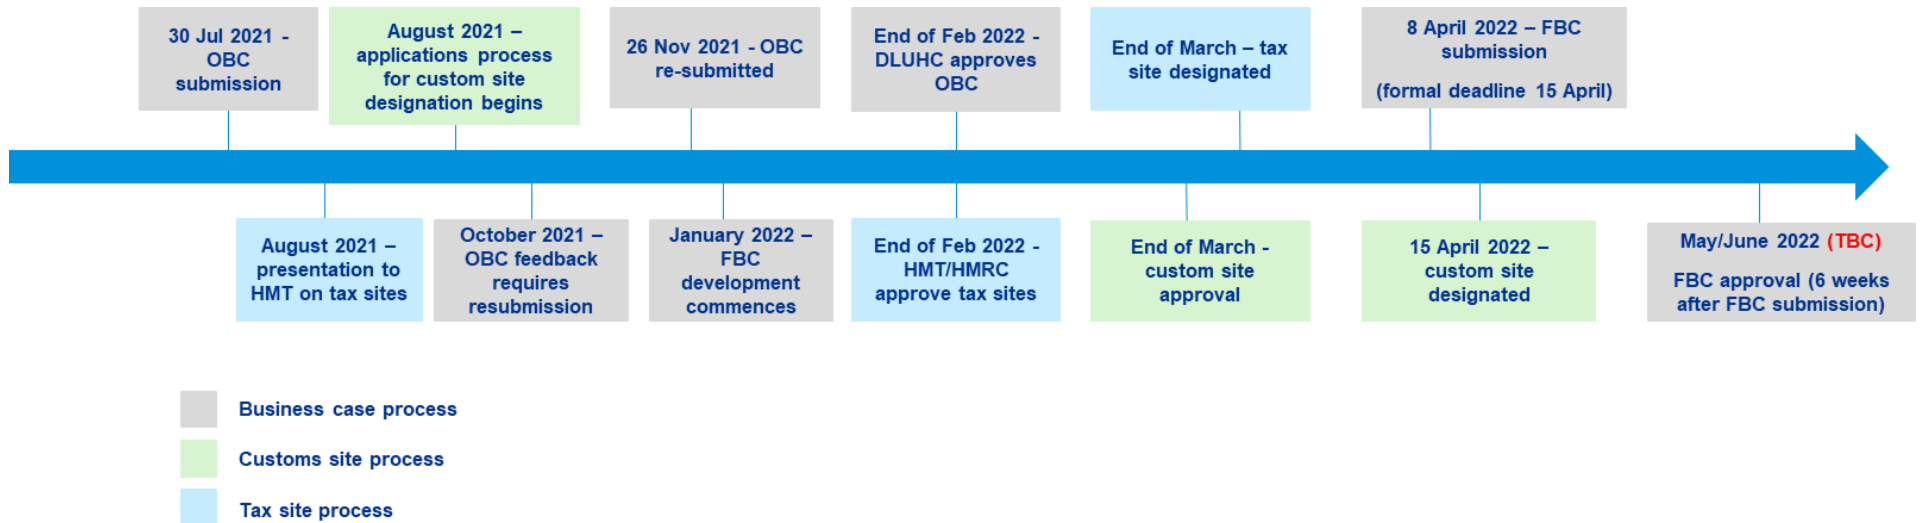 30 Jul 2021 -
OBC
submission
August 2021 –
applications process
for custom site
designation begins
26 Nov 2021 - OBC
re-submitted
End of Feb 2022 -
DLUHC approves
OBC
End of March – tax
site designated
8 April 2022 – FBC
submission
(formal deadline 15 April)
August 2021 –
presentation to
HMT on tax sites
October 2021 –
OBC feedback
requires
resubmission
January 2022 –
FBC
development
commences
End of Feb 2022 -
HMT/HMRC
approve tax sites
End of March -
custom site
approval
15 April 2022 –
custom site
designated
May/June 2022 (TBC)
FBC approval (6 weeks
after FBC submission)
Business case process
Customs site process
Tax site process